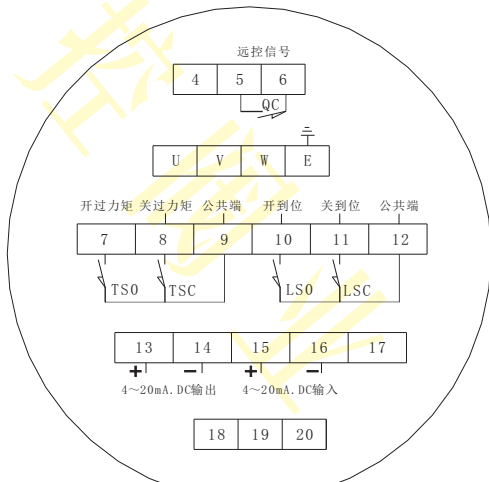 远控信号
4 5 6
QC
U V W E
开过力矩 关过力矩 公共端 开到位 关到位 公共端
7 8 9 10 11 12
TSO TSC LSO LSC
13 14 15 16 17
+ − + −
4~20mA.DC输出 4~20mA.DC输入
18 19 20
控阀业